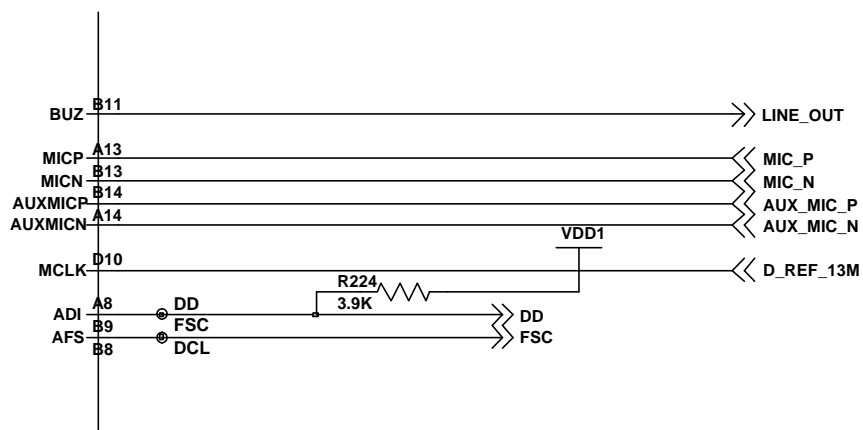 BUZ B11 LINE_OUT
MICP A13 MIC_P
MICN B13 MIC_N
AUXMICP B14 AUX_MIC_P
AUXMICN A14 AUX_MIC_N
VDD1
MCLK D10 D_REF_13M
R224
3.9K
ADI A8 DD DD
AFS B9 FSC FSC
B8 DCL